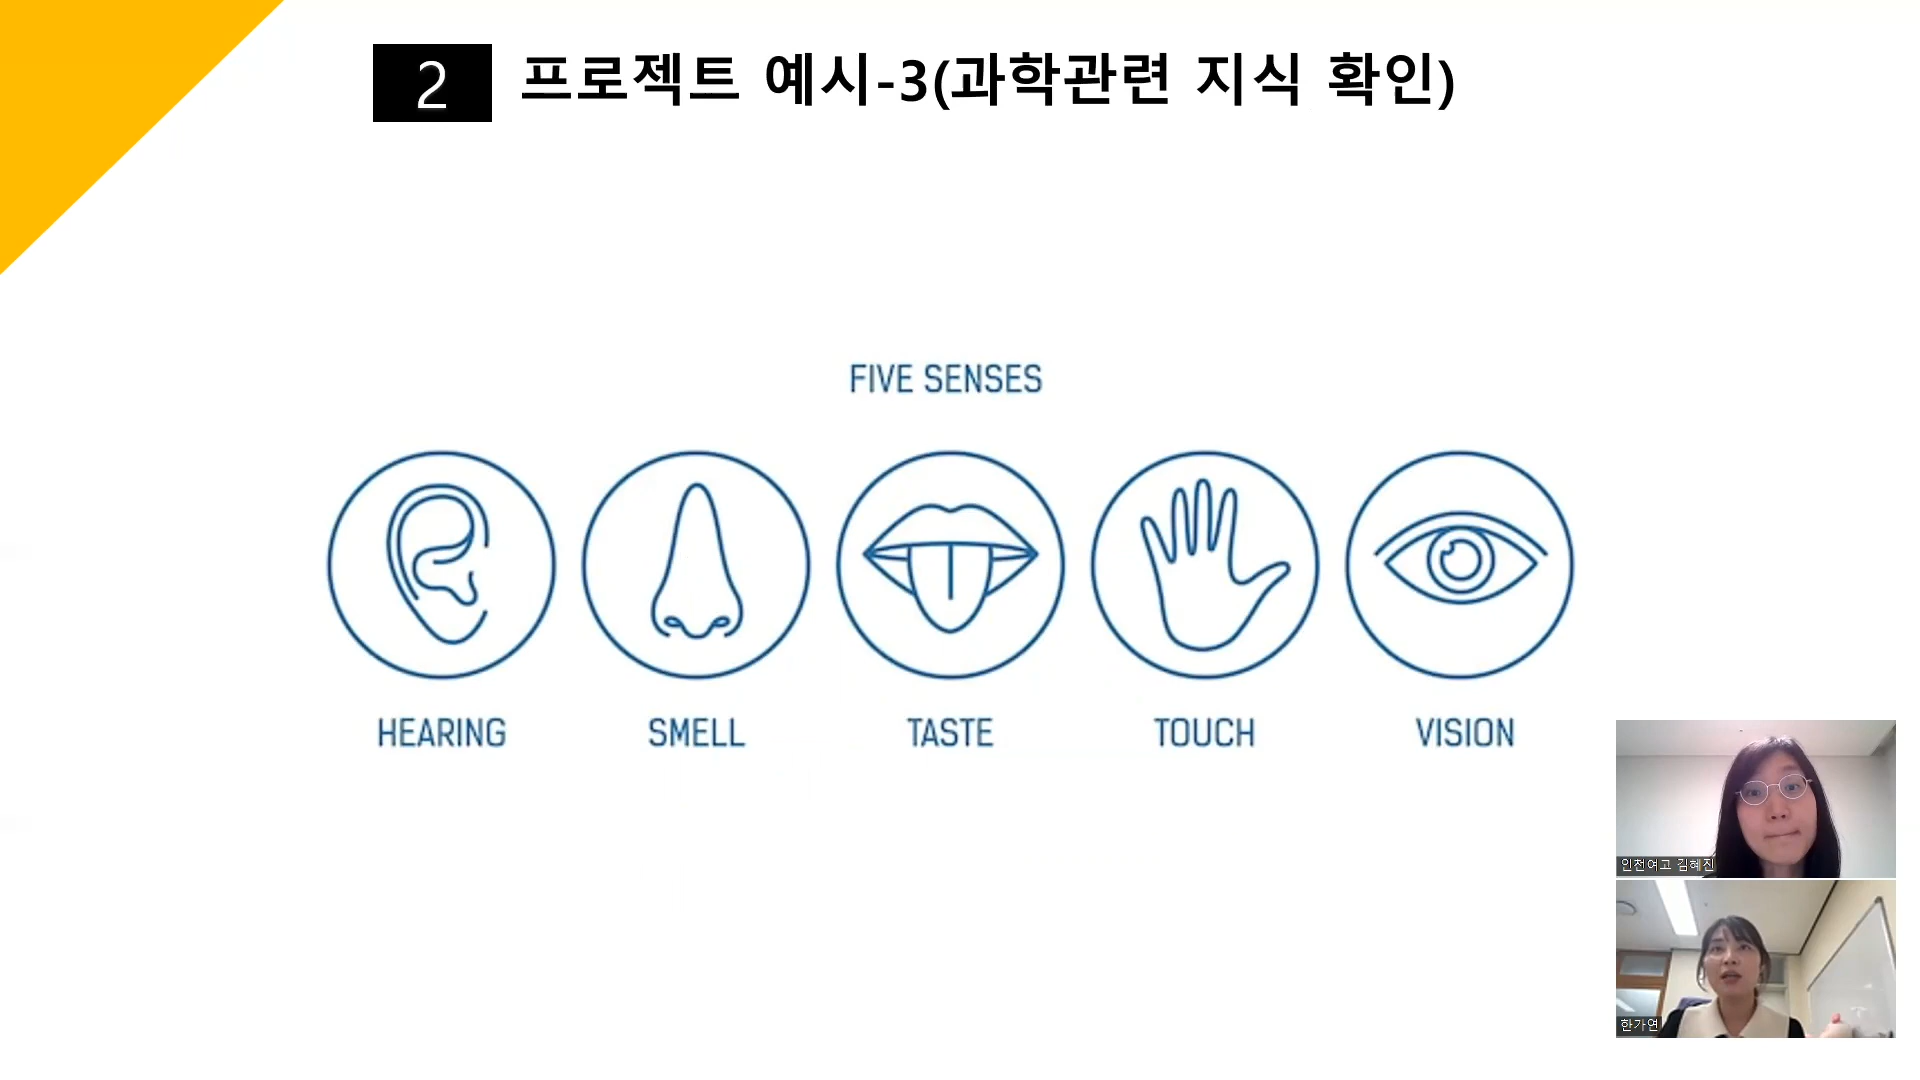 2 프로젝트 예시-3(과학관련 지식 확인)
FIVE SENSES
HEARING SMELL TASTE TOUCH VISION
인천여고 김혜진
한가연